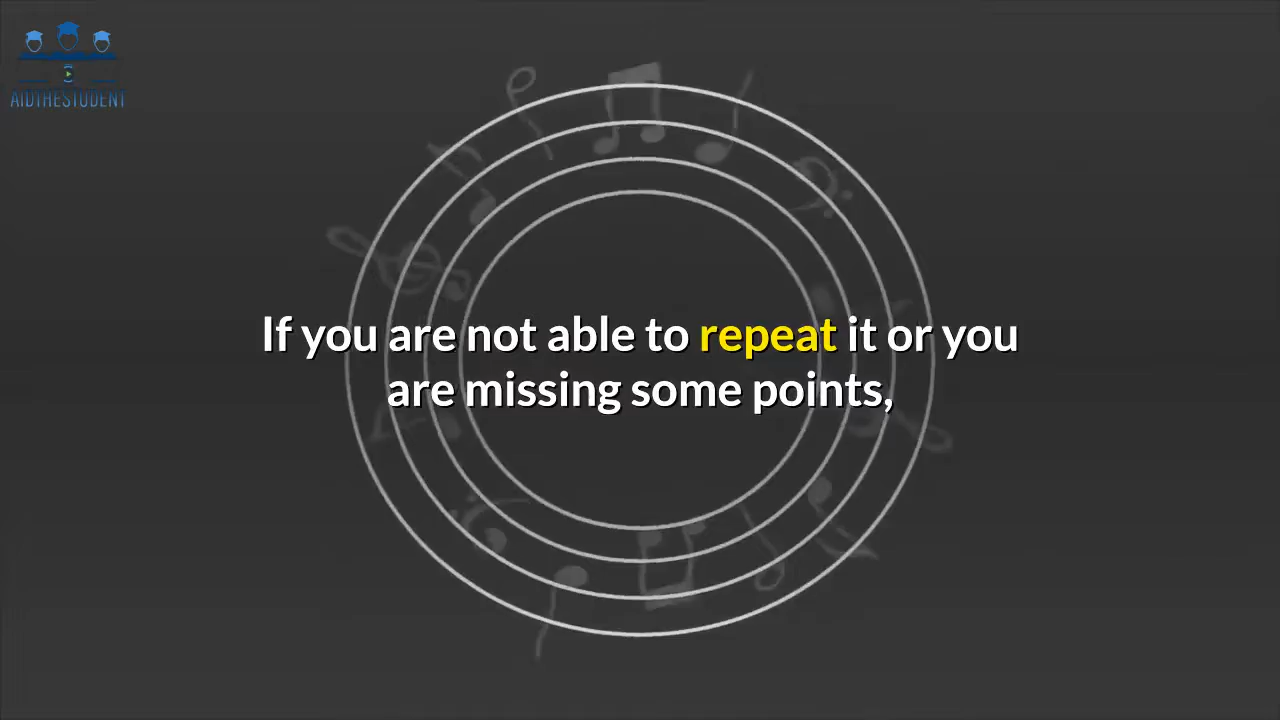 AIDTHESTUDENT
If you are not able to repeat it or you
are missing some points,